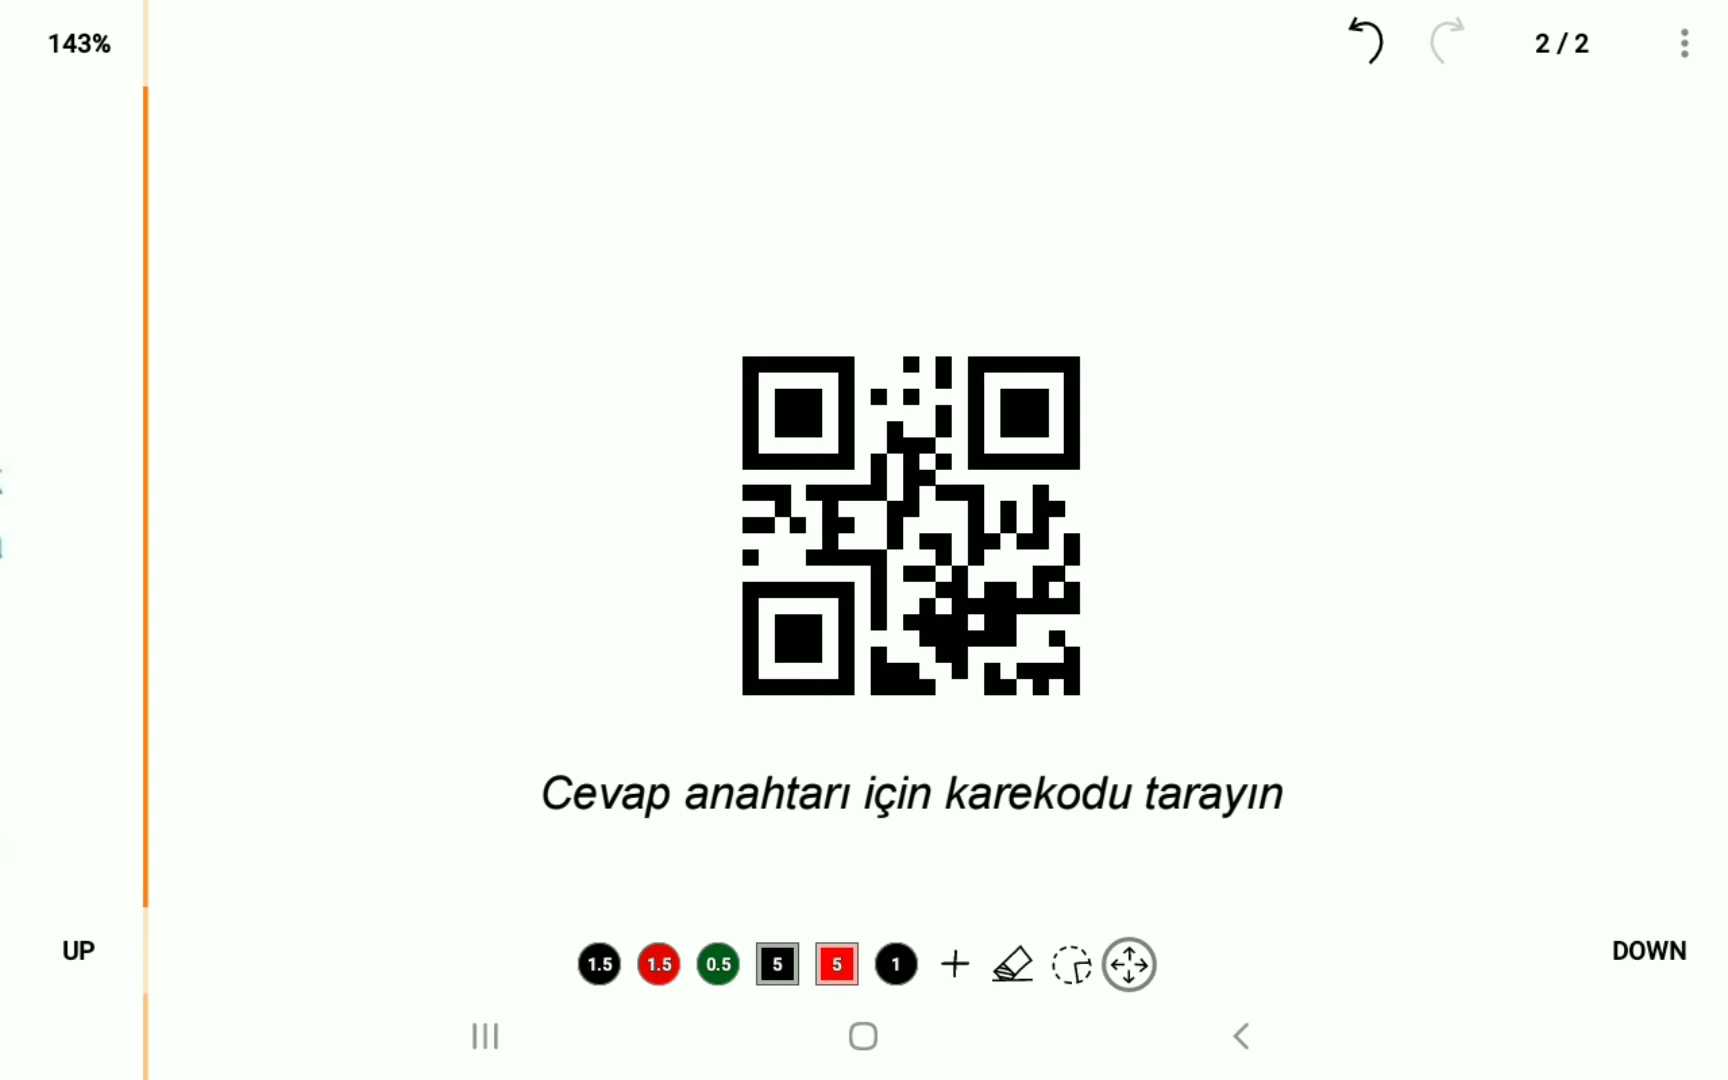 143%
2 / 2
Cevap anahtarı için karekodu tarayın
UP
DOWN
1.5 1.5 0.5 5 5 1